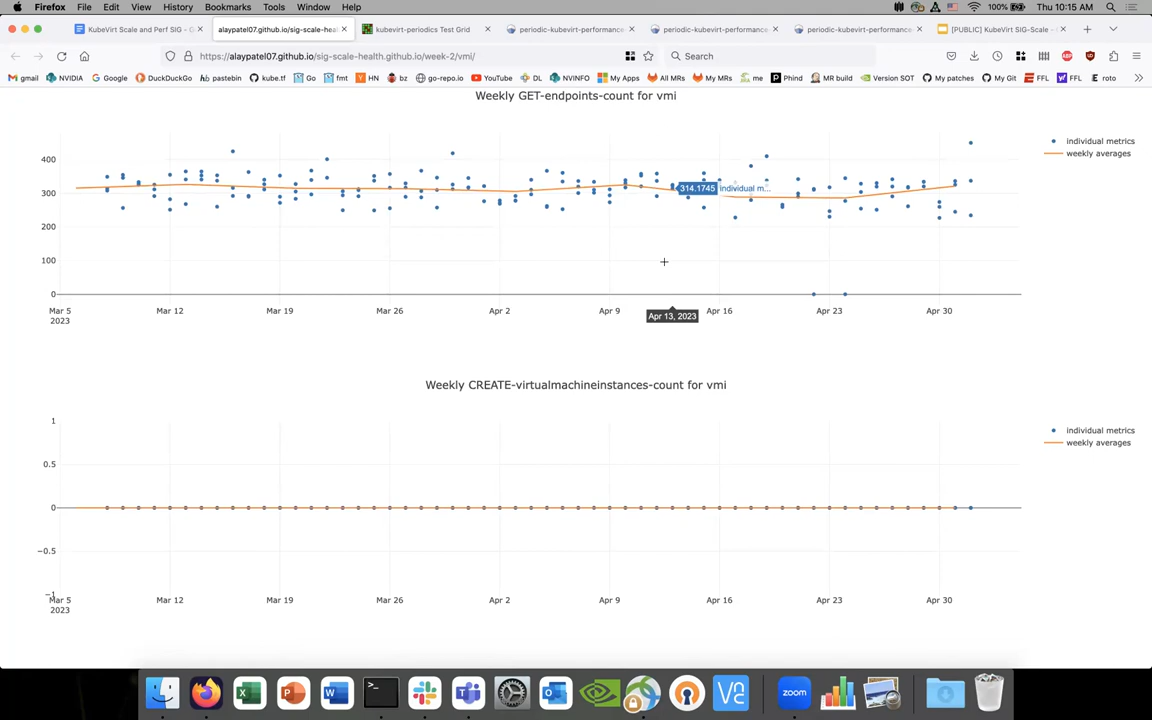 Firefox File Edit View History Bookmarks Tools Window Help 100% Thu 10:15 AM
KubeVirt Scale and Perf SIG - alaypatel07.github.io/sig-scale-hea kubevirt-periodics Test Grid periodic-kubevirt-performance periodic-kubevirt-performance periodic-kubevirt-performance [PUBLIC] KubeVirt SIG-Scale -
https://alaypatel07.github.io/sig-scale-health.github.io/week-2/vmi/ Search
gmail NVIDIA Google DuckDuckGo pastebin kube.tf Go fmt HN bz go-repo.io YouTube DL NVINFO My Apps All MRs My MRs me Phind MR build Version SOT My patches My Git FFL FFL roto
Weekly GET-endpoints-count for vmi
individual metrics
weekly averages
400
300
200
100
0
314.1745 individual m...
Mar 5 Mar 12 Mar 19 Mar 26 Apr 2 Apr 9 Apr 13, 2023 Apr 16 Apr 23 Apr 30
2023
Weekly CREATE-virtualmachineinstances-count for vmi
individual metrics
weekly averages
1
0.5
0
−0.5
−1
Mar 5 Mar 12 Mar 19 Mar 26 Apr 2 Apr 9 Apr 16 Apr 23 Apr 30
2023
zoom